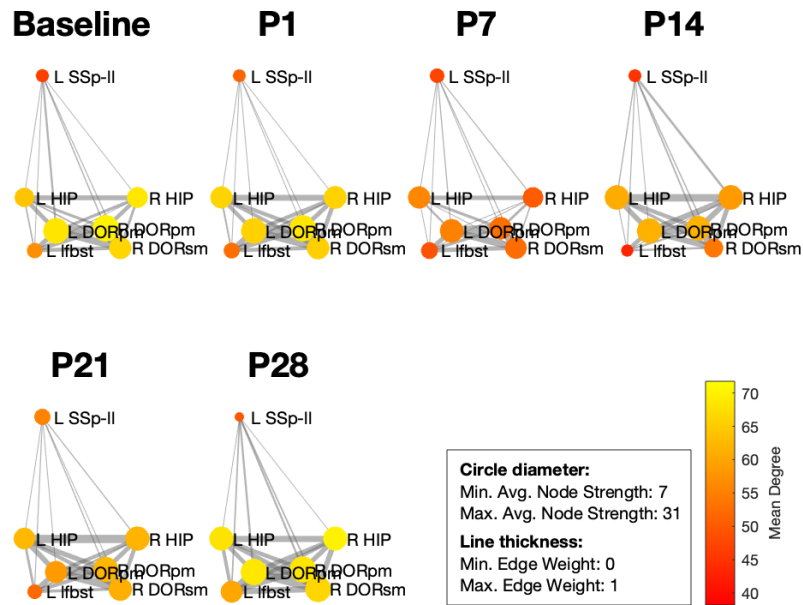 Baseline P1 P7 P14
L SSp-ll L SSp-ll L SSp-ll L SSp-ll
L HIP R HIP L HIP R HIP L HIP R HIP L HIP R HIP
L DORpm R DORpm L DORpm R DORpm L DORpm R DORpm L DORpm R DORpm
L lfbst R DORsm L lfbst R DORsm L lfbst R DORsm L lfbst R DORsm
P21 P28
L SSp-ll L SSp-ll
L HIP R HIP L HIP R HIP
L DORpm R DORpm L DORpm R DORpm
L lfbst R DORsm L lfbst R DORsm
Circle diameter:
Min. Avg. Node Strength: 7
Max. Avg. Node Strength: 31
Line thickness:
Min. Edge Weight: 0
Max. Edge Weight: 1
70
65
60
55
50
45
40
Mean Degree